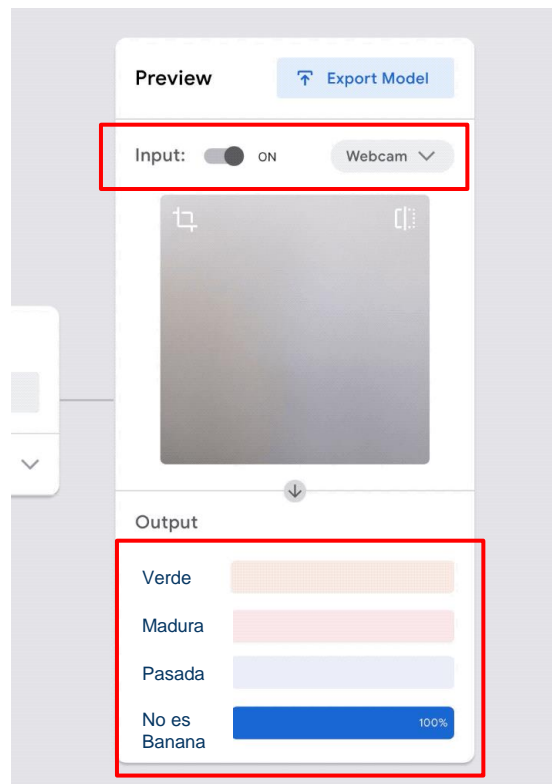 Preview
Export Model
Input: ON Webcam
Output
Verde
Madura
Pasada
No es
Banana
100%